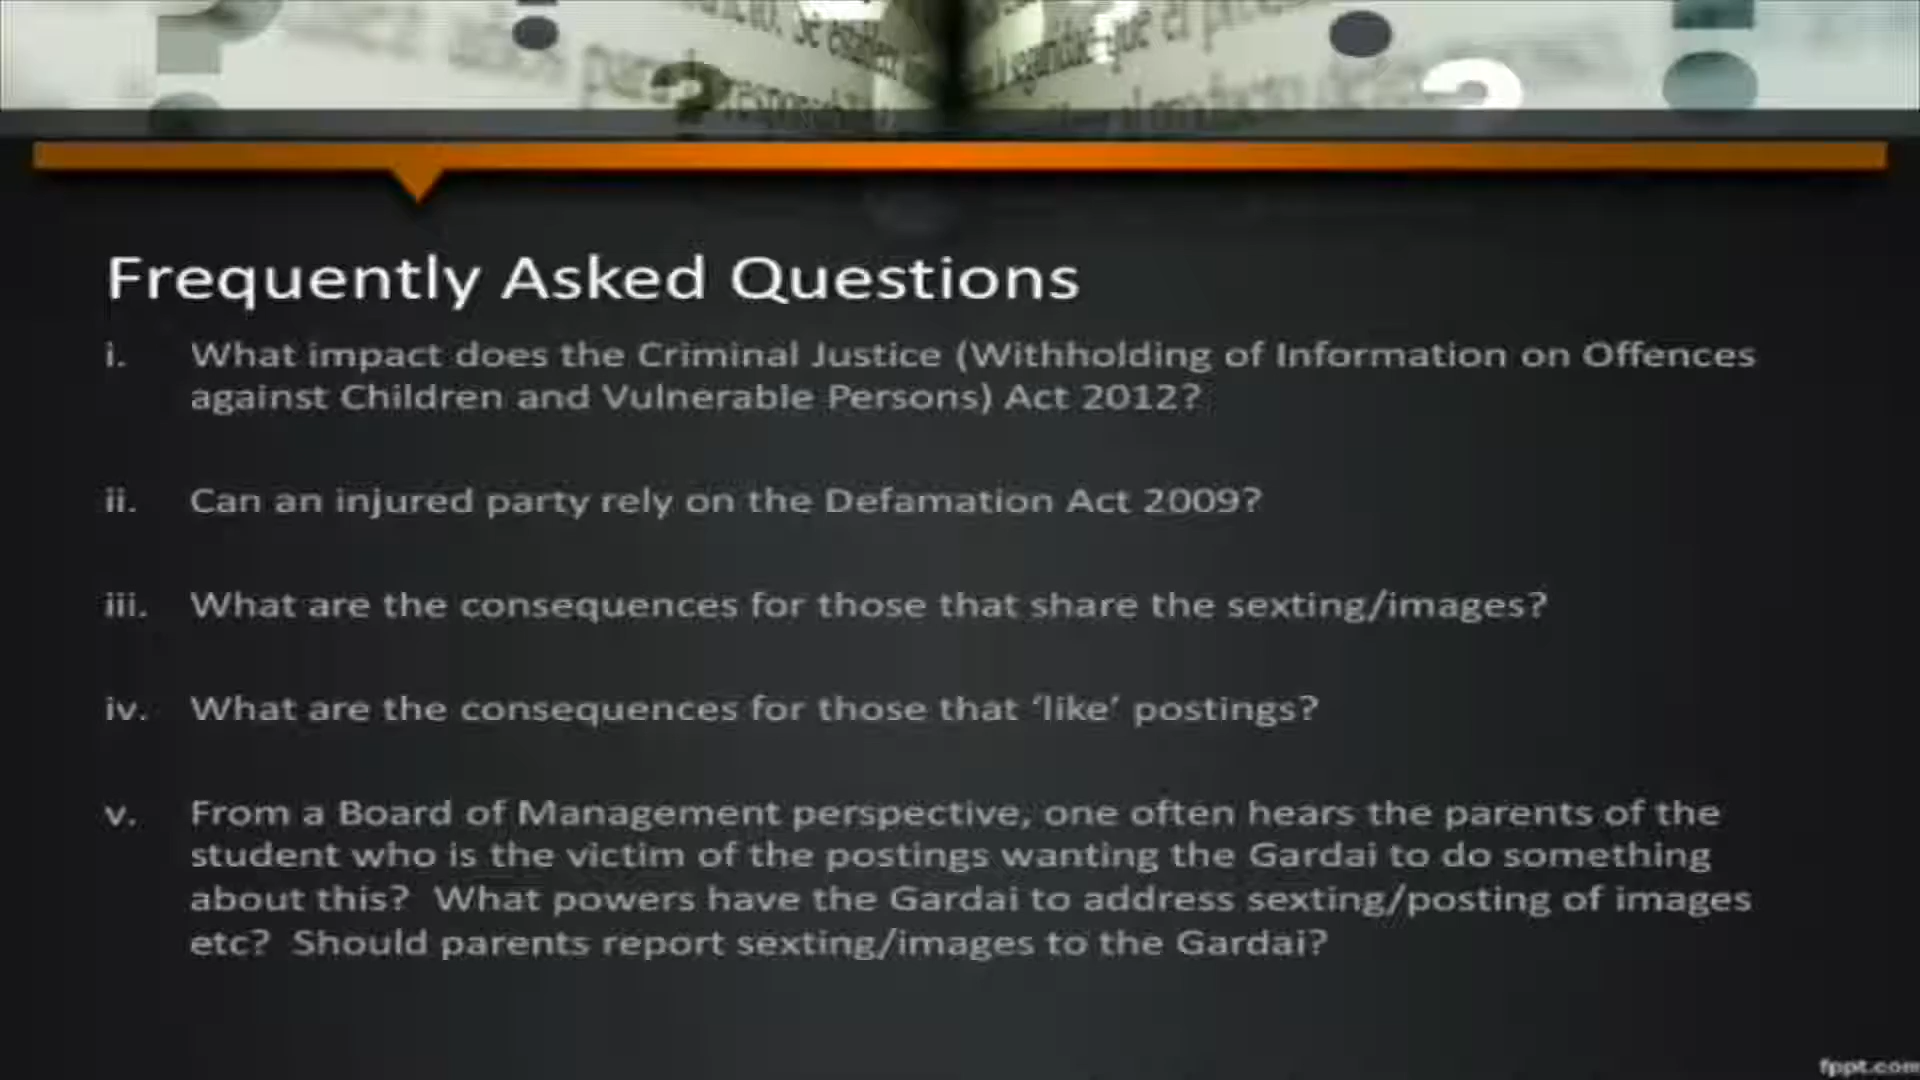 Se establece
seguridad que el
Frequently Asked Questions
i. What impact does the Criminal Justice (Withholding of Information on Offences
against Children and Vulnerable Persons) Act 2012?
ii. Can an injured party rely on the Defamation Act 2009?
iii. What are the consequences for those that share the sexting/images?
iv. What are the consequences for those that ‘like’ postings?
v. From a Board of Management perspective, one often hears the parents of the
student who is the victim of the postings wanting the Gardai to do something
about this? What powers have the Gardai to address sexting/posting of images
etc? Should parents report sexting/images to the Gardai?
fppt.com